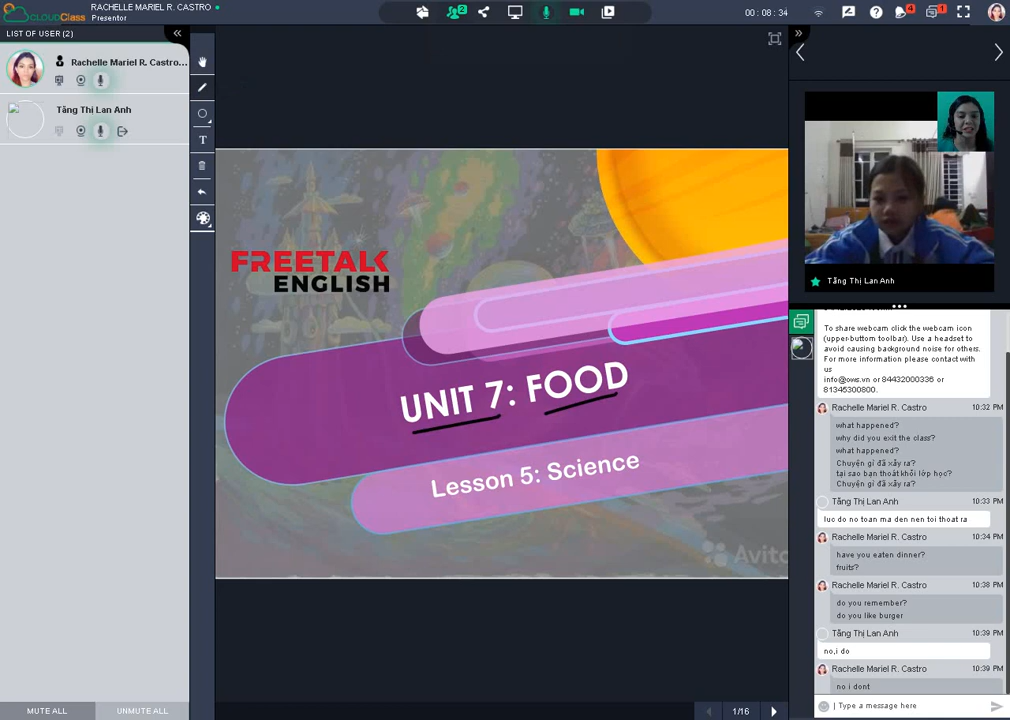 CLOUDClass
RACHELLE MARIEL R. CASTRO
Presentor
2
00 : 08 : 34
4
1
LIST OF USER (2)
Rachelle Mariel R. Castro...
Tăng Thị Lan Anh
FREETALK
ENGLISH
UNIT 7: FOOD
Lesson 5: Science
Avito
Tăng Thị Lan Anh
To share webcam click the webcam icon
(upper-buttom toolbar). Use a headset to
avoid causing background noise for others.
For more information please contact with
us
info@ows.vn or 84432000336 or
81345300800.
Rachelle Mariel R. Castro 10:32 PM
what happened?
why did you exit the class?
what happened?
Chuyện gì đã xảy ra?
tại sao bạn thoát khỏi lớp học?
Chuyện gì đã xảy ra?
Tăng Thị Lan Anh 10:33 PM
luc do no toan ma den nen toi thoat ra
Rachelle Mariel R. Castro 10:34 PM
have you eaten dinner?
fruits?
Rachelle Mariel R. Castro 10:38 PM
do you remember?
do you like burger
Tăng Thị Lan Anh 10:39 PM
no,i do
Rachelle Mariel R. Castro 10:39 PM
no i dont
Type a message here
MUTE ALL
UNMUTE ALL
1/16